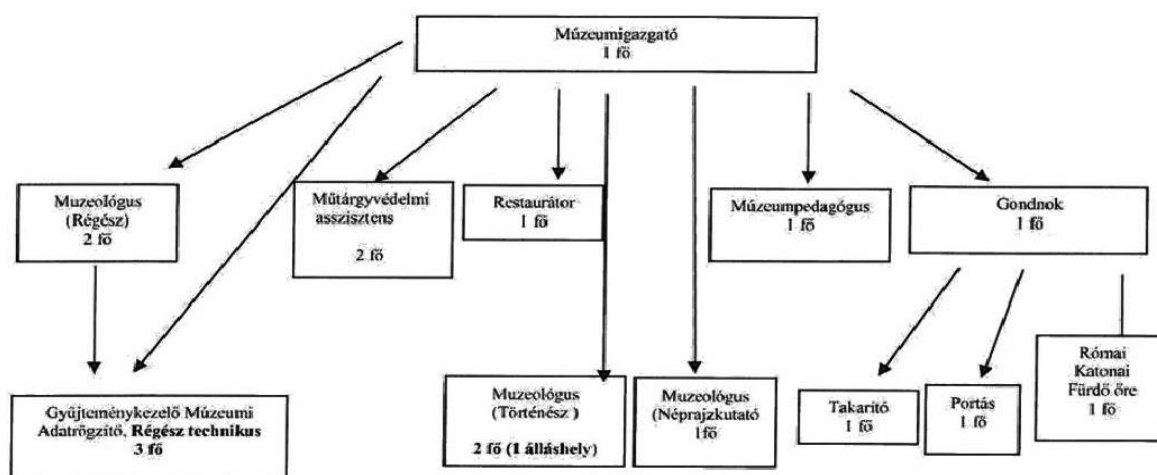 Múzeumigazgató
1 fő
Muzeológus
(Régész)
2 fő
Műtárgyvédelmi
asszisztens
2 fő
Restaurátor
1 fő
Múzeumpedagógus
1 fő
Gondnok
1 fő
Gyűjteménykezelő Múzeumi
Adatrögzítő, Régész technikus
3 fő
Muzeológus
(Történész )
2 fő (1 álláshely)
Muzeológus
(Néprajzkutató
1fő
Takarító
1 fő
Portás
1 fő
Római
Katonai
Fürdő őre
1 fő